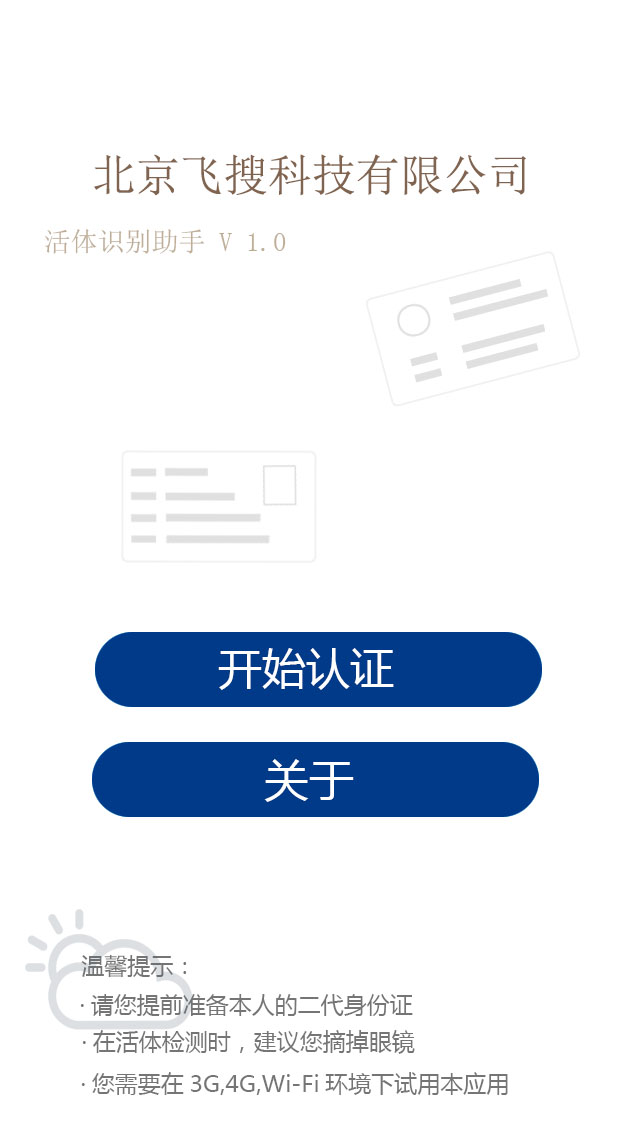 北京飞搜科技有限公司
活体识别助手 V 1.0
开始认证
关于
温馨提示：
· 请您提前准备本人的二代身份证
· 在活体检测时，建议您摘掉眼镜
· 您需要在 3G,4G,Wi-Fi 环境下试用本应用